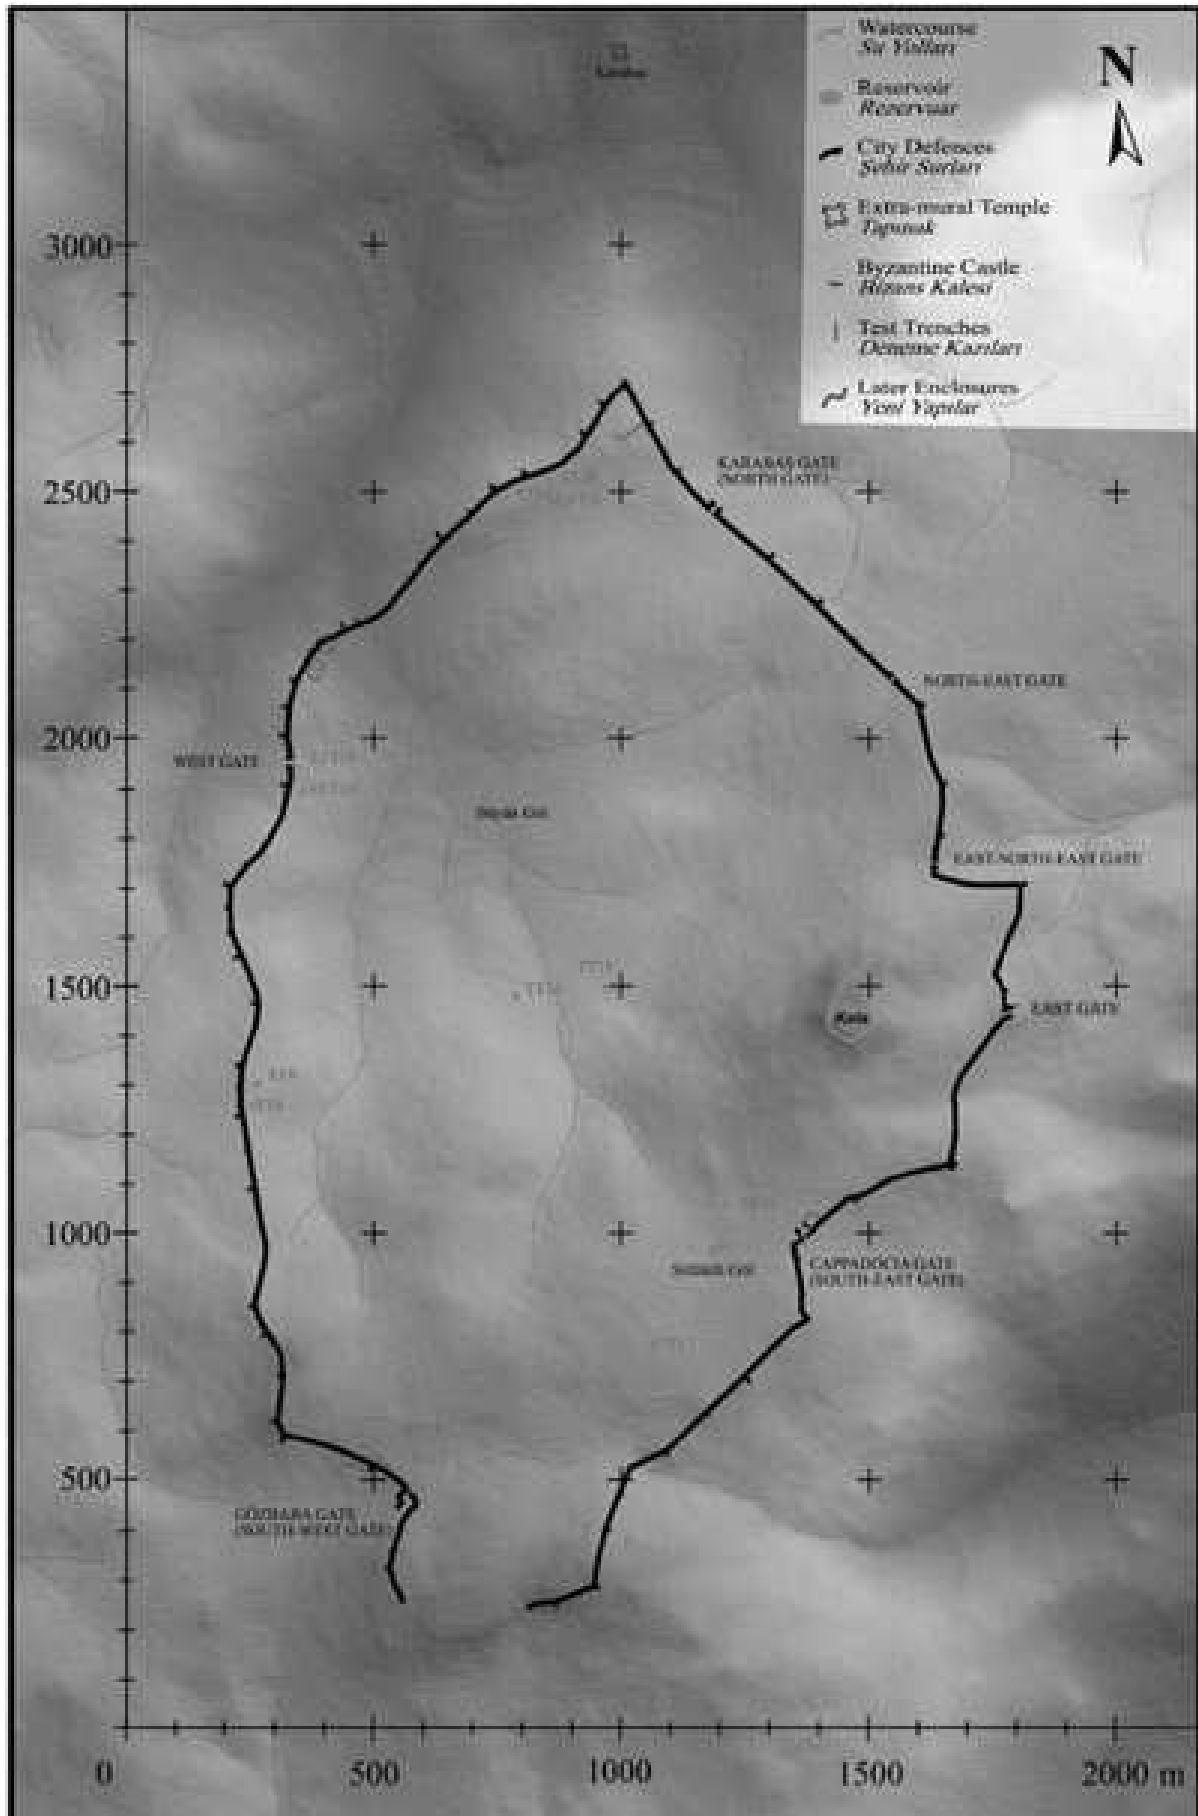 Watercourse
Su Yolları
Reservoir
Rezervuar
N
City Defences
Şehir Surları
Extra-mural Temple
Tapınak
Byzantine Castle
Bizans Kalesi
Test Trenches
Deneme Kazıları
Later Enclosures
Yeni Yapılar
3000
KARABAŞ GATE
(NORTH GATE)
2500
NORTH-EAST GATE
2000
WEST GATE
EAST-NORTH-EAST GATE
1500
Kale
EAST GATE
1000
CAPPADOCIA GATE
(SOUTH-EAST GATE)
500
GÖZBABA GATE
(SOUTH-WEST GATE)
0
500
1000
1500
2000 m